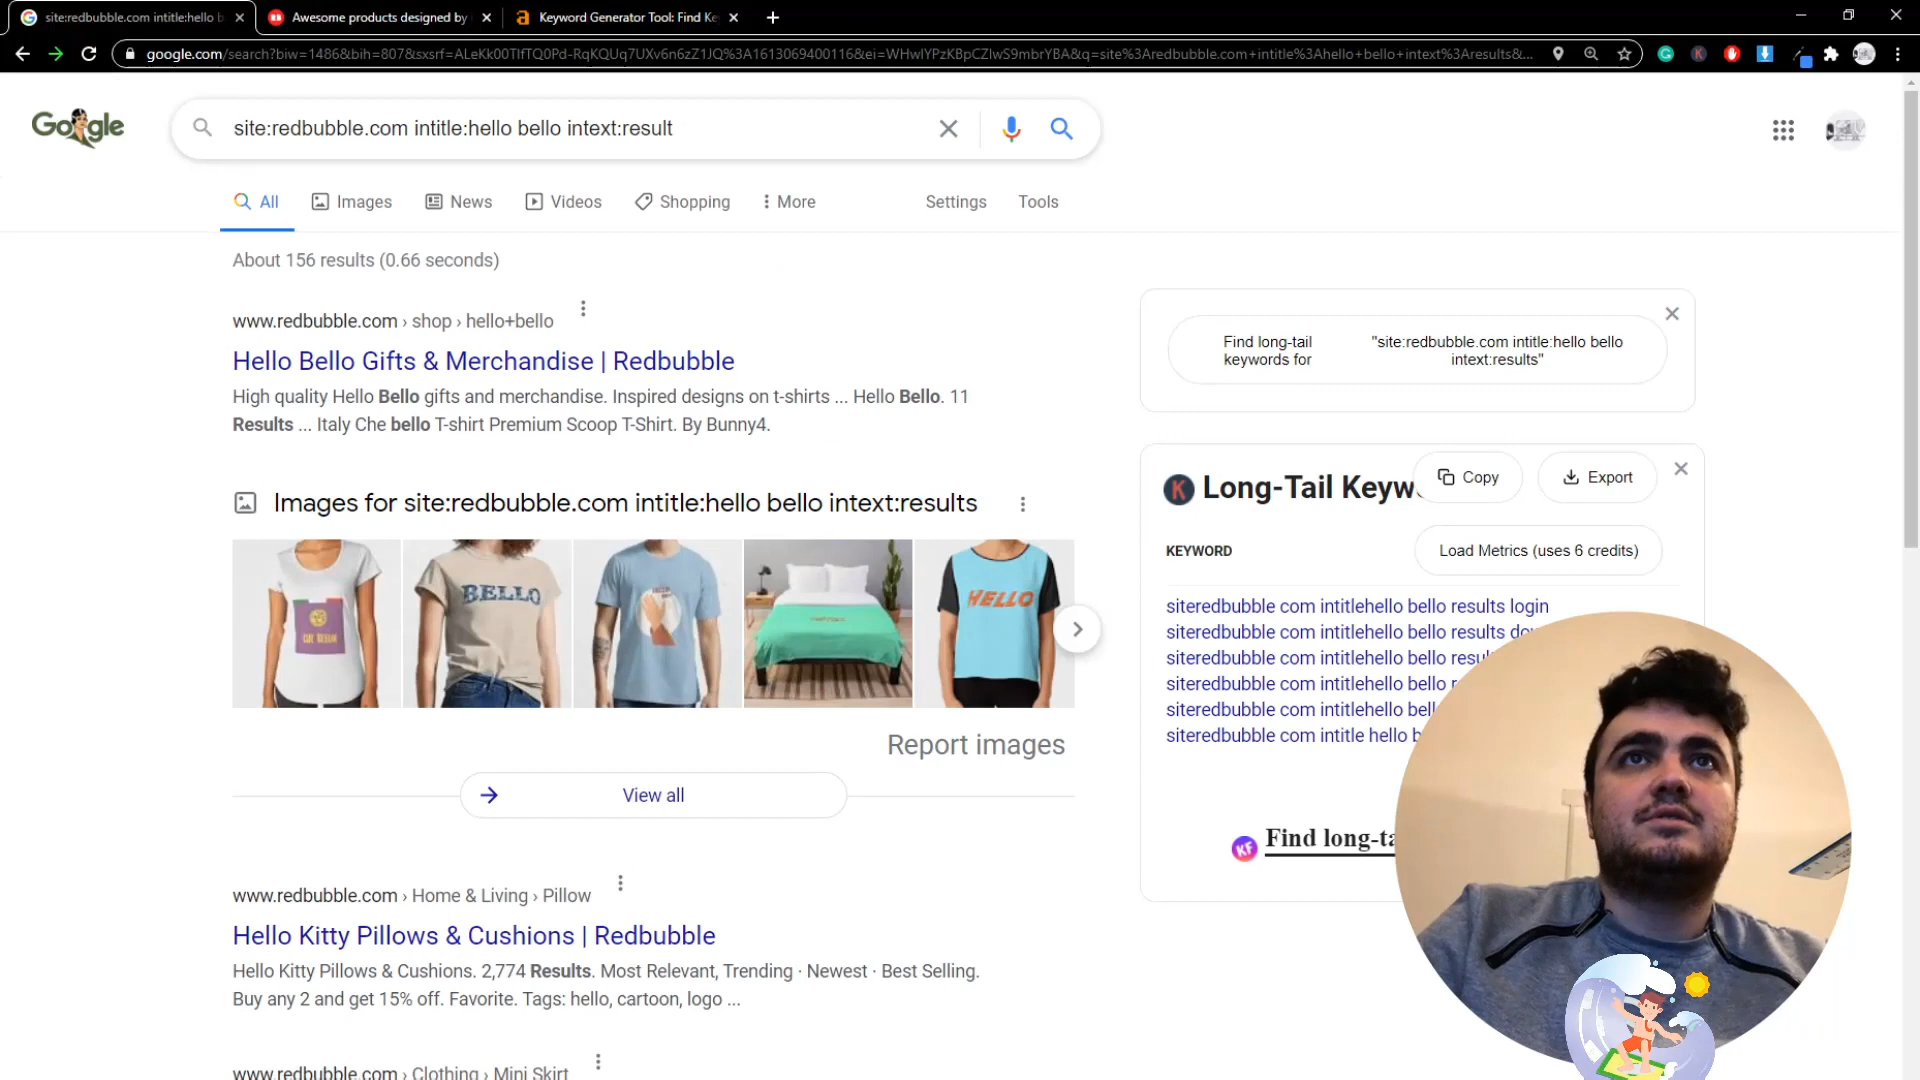 site:redbubble.com intitle:hello b
Awesome products designed by
Keyword Generator Tool: Find Ke
google.com/search?biw=1486&bih=807&sxsrf=ALeKk00TIfTQ0Pd-RqKQUq7UXv6n6zZ1JQ%3A1613069400116&ei=WHwlYPzKBpCZlwS9mbrYBA&q=site%3Aredbubble.com+intitle%3Ahello+bello+intext%3Aresults&...
Google
site:redbubble.com intitle:hello bello intext:result
All
Images
News
Videos
Shopping
More
Settings
Tools
About 156 results (0.66 seconds)
www.redbubble.com › shop › hello+bello
Hello Bello Gifts & Merchandise | Redbubble
High quality Hello Bello gifts and merchandise. Inspired designs on t-shirts ... Hello Bello. 11
Results ... Italy Che bello T-shirt Premium Scoop T-Shirt. By Bunny4.
Images for site:redbubble.com intitle:hello bello intext:results
BELLO
HELLO
Report images
View all
www.redbubble.com › Home & Living › Pillow
Hello Kitty Pillows & Cushions | Redbubble
Hello Kitty Pillows & Cushions. 2,774 Results. Most Relevant, Trending · Newest · Best Selling.
Buy any 2 and get 15% off. Favorite. Tags: hello, cartoon, logo ...
www.redbubble.com › Clothing › Mini Skirt
Find long-tail keywords for
"site:redbubble.com intitle:hello bello intext:results"
K Long-Tail Keyw
Copy
Export
KEYWORD
Load Metrics (uses 6 credits)
siteredbubble com intitlehello bello results login
siteredbubble com intitlehello bello results do
siteredbubble com intitlehello bello resu
siteredbubble com intitlehello bello r
siteredbubble com intitlehello bell
siteredbubble com intitle hello b
KF Find long-ta